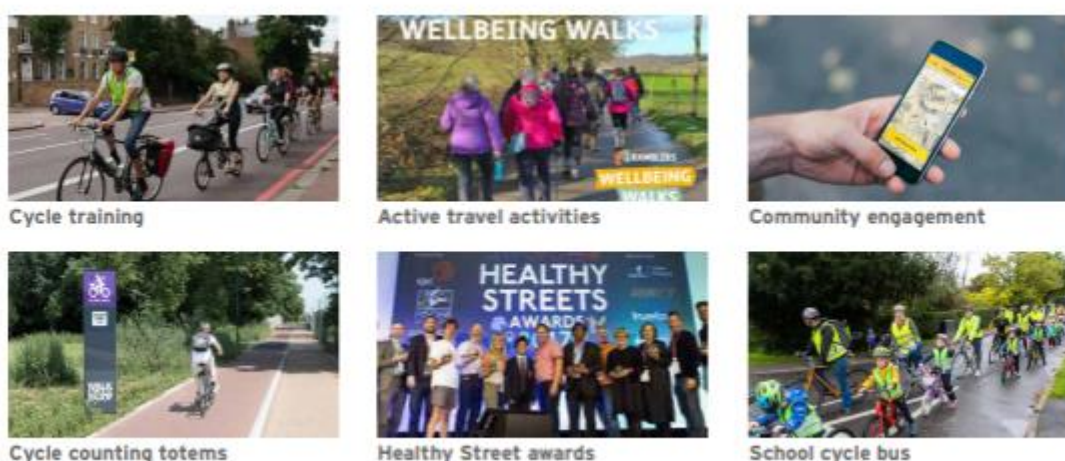 WELLBEING WALKS
RAMBLERS
WELLBEING
WALKS
Cycle training
Active travel activities
Community engagement
HEALTHY
STREETS
AWARDS
Cycle counting totems
Healthy Street awards
School cycle bus